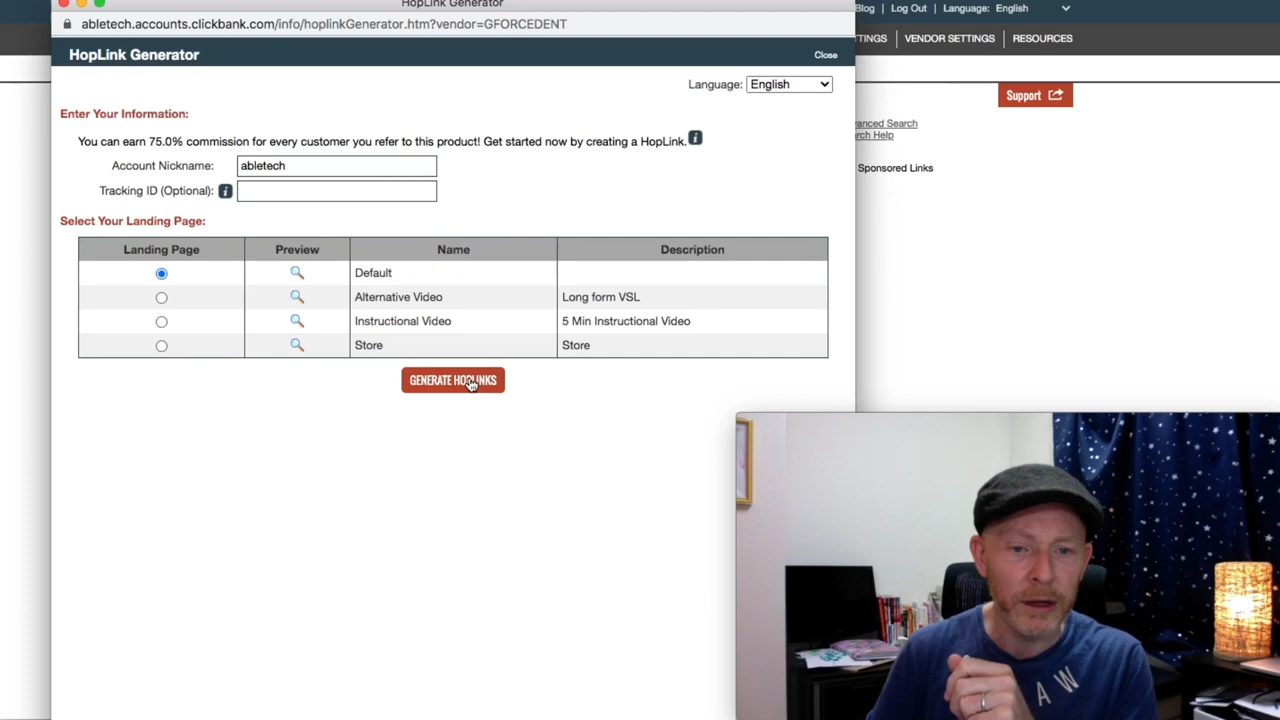 HopLink Generator
Blog Log Out Language: English
abletech.accounts.clickbank.com/info/hoplinkGenerator.htm?vendor=GFORCEDENT
TTINGS VENDOR SETTINGS RESOURCES
HopLink Generator Close
Language: English
Support
Enter Your Information:
vanced Search
rch Help
You can earn 75.0% commission for every customer you refer to this product! Get started now by creating a HopLink.
Account Nickname: abletech
Sponsored Links
Tracking ID (Optional):
Select Your Landing Page:
Landing Page Preview Name Description
Default
Alternative Video Long form VSL
Instructional Video 5 Min Instructional Video
Store Store
GENERATE HOPLINKS
A W